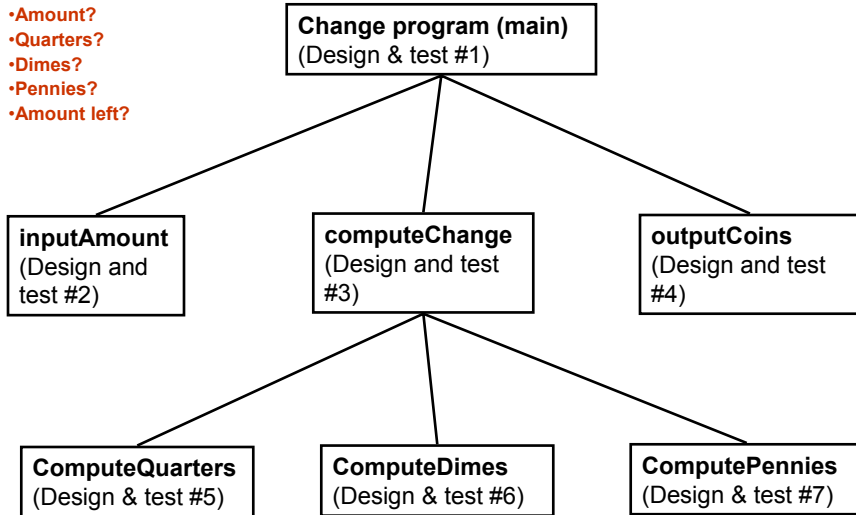 •Amount?
•Quarters?
•Dimes?
•Pennies?
•Amount left?
Change program (main)
(Design & test #1)
inputAmount
(Design and
test #2)
computeChange
(Design and test
#3)
outputCoins
(Design and test
#4)
ComputeQuarters
(Design & test #5)
ComputeDimes
(Design & test #6)
ComputePennies
(Design & test #7)